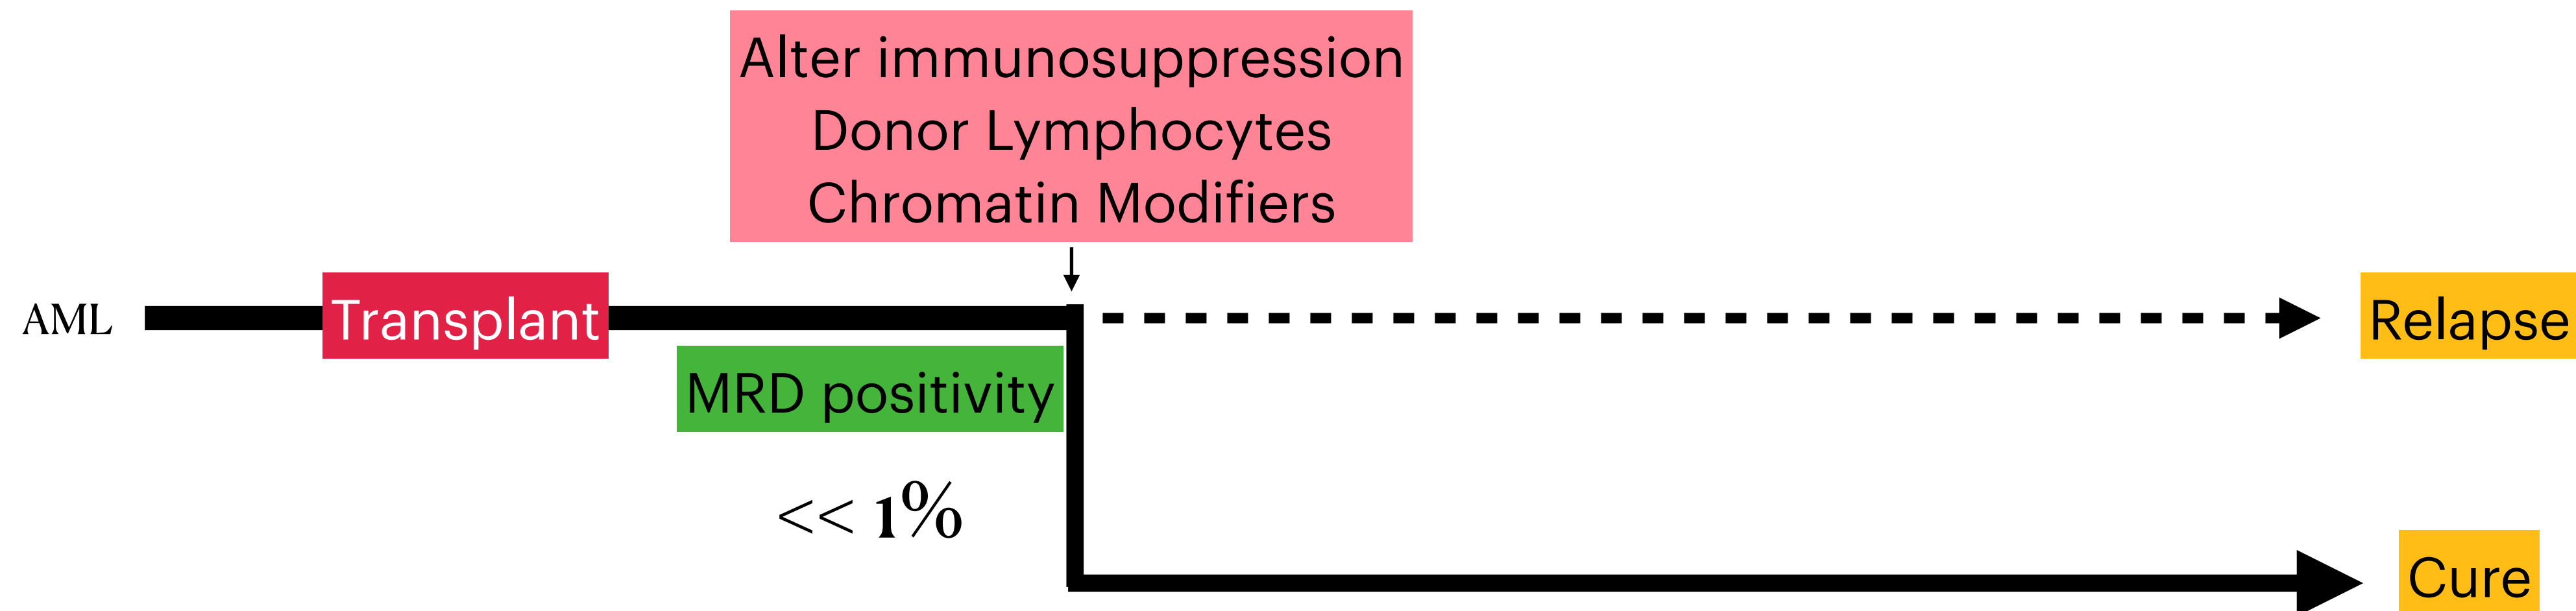 Alter immunosuppression
Donor Lymphocytes
Chromatin Modifiers
AML
Transplant
Relapse
MRD positivity
<< 1%
Cure